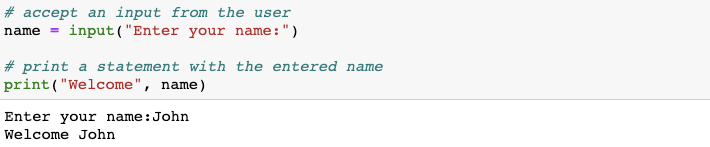 # accept an input from the user
name = input("Enter your name:")
# print a statement with the entered name
print("Welcome", name)
Enter your name:John
Welcome John